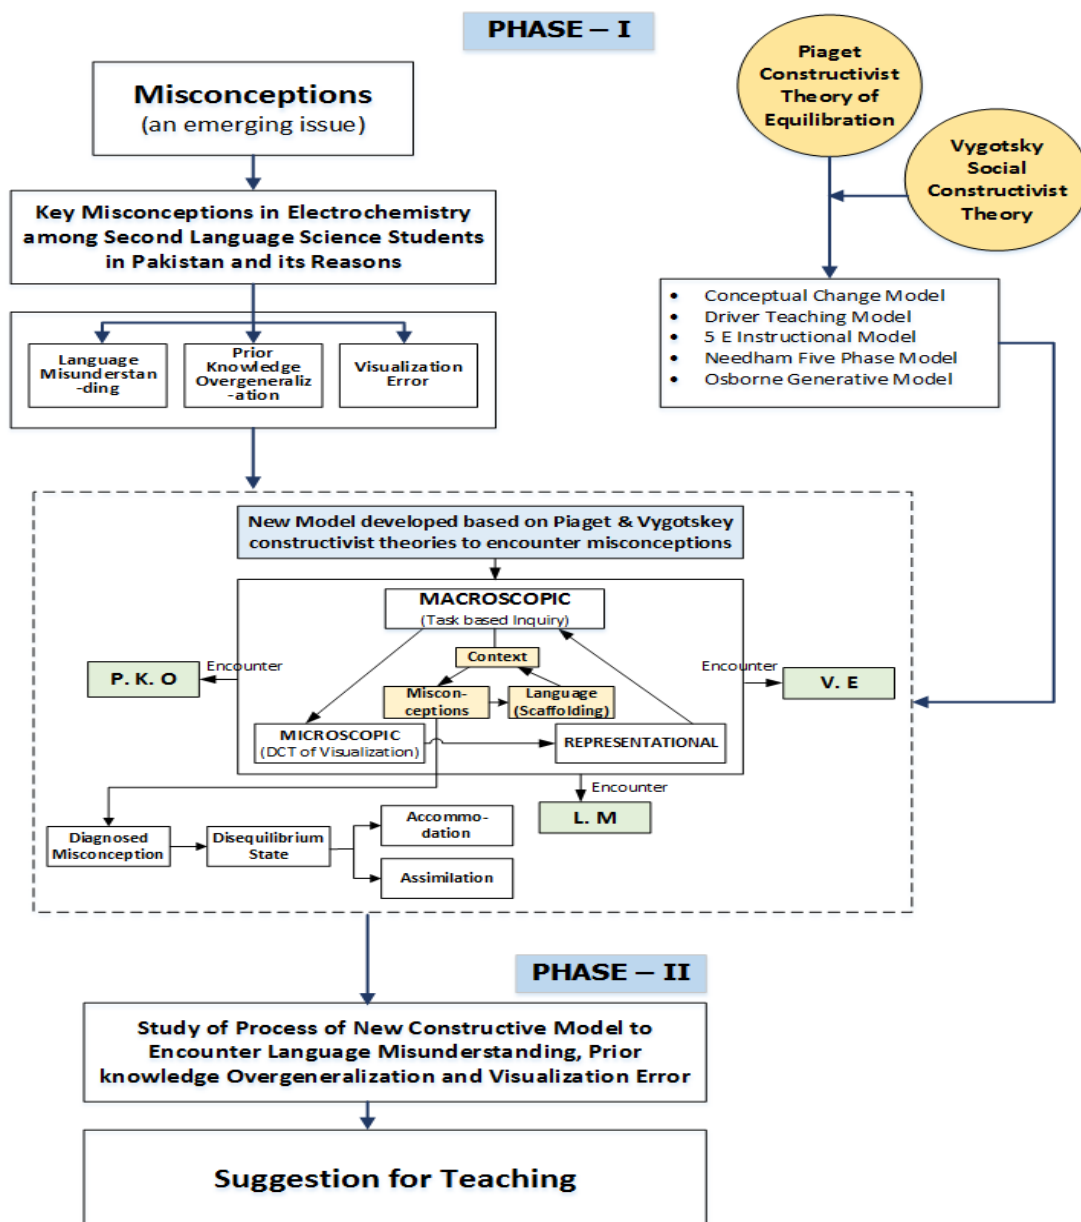 PHASE – I
Misconceptions
(an emerging issue)
Piaget
Constructivist
Theory of
Equilibration
Vygotsky
Social
Constructivist
Theory
Key Misconceptions in Electrochemistry
among Second Language Science Students
in Pakistan and its Reasons
• Conceptual Change Model
• Driver Teaching Model
• 5 E Instructional Model
• Needham Five Phase Model
• Osborne Generative Model
Language
Misunderstan
-ding
Prior
Knowledge
Overgeneraliz
-ation
Visualization
Error
New Model developed based on Piaget & Vygotskey
constructivist theories to encounter misconceptions
MACROSCOPIC
(Task based Inquiry)
Context
Miscon-
ceptions
Language
(Scaffolding)
MICROSCOPIC
(DCT of Visualization)
REPRESENTATIONAL
Encounter
P. K. O
Encounter
V. E
Encounter
L. M
Diagnosed
Misconception
Disequilibrium
State
Accommo-
dation
Assimilation
PHASE – II
Study of Process of New Constructive Model to
Encounter Language Misunderstanding, Prior
knowledge Overgeneralization and Visualization Error
Suggestion for Teaching